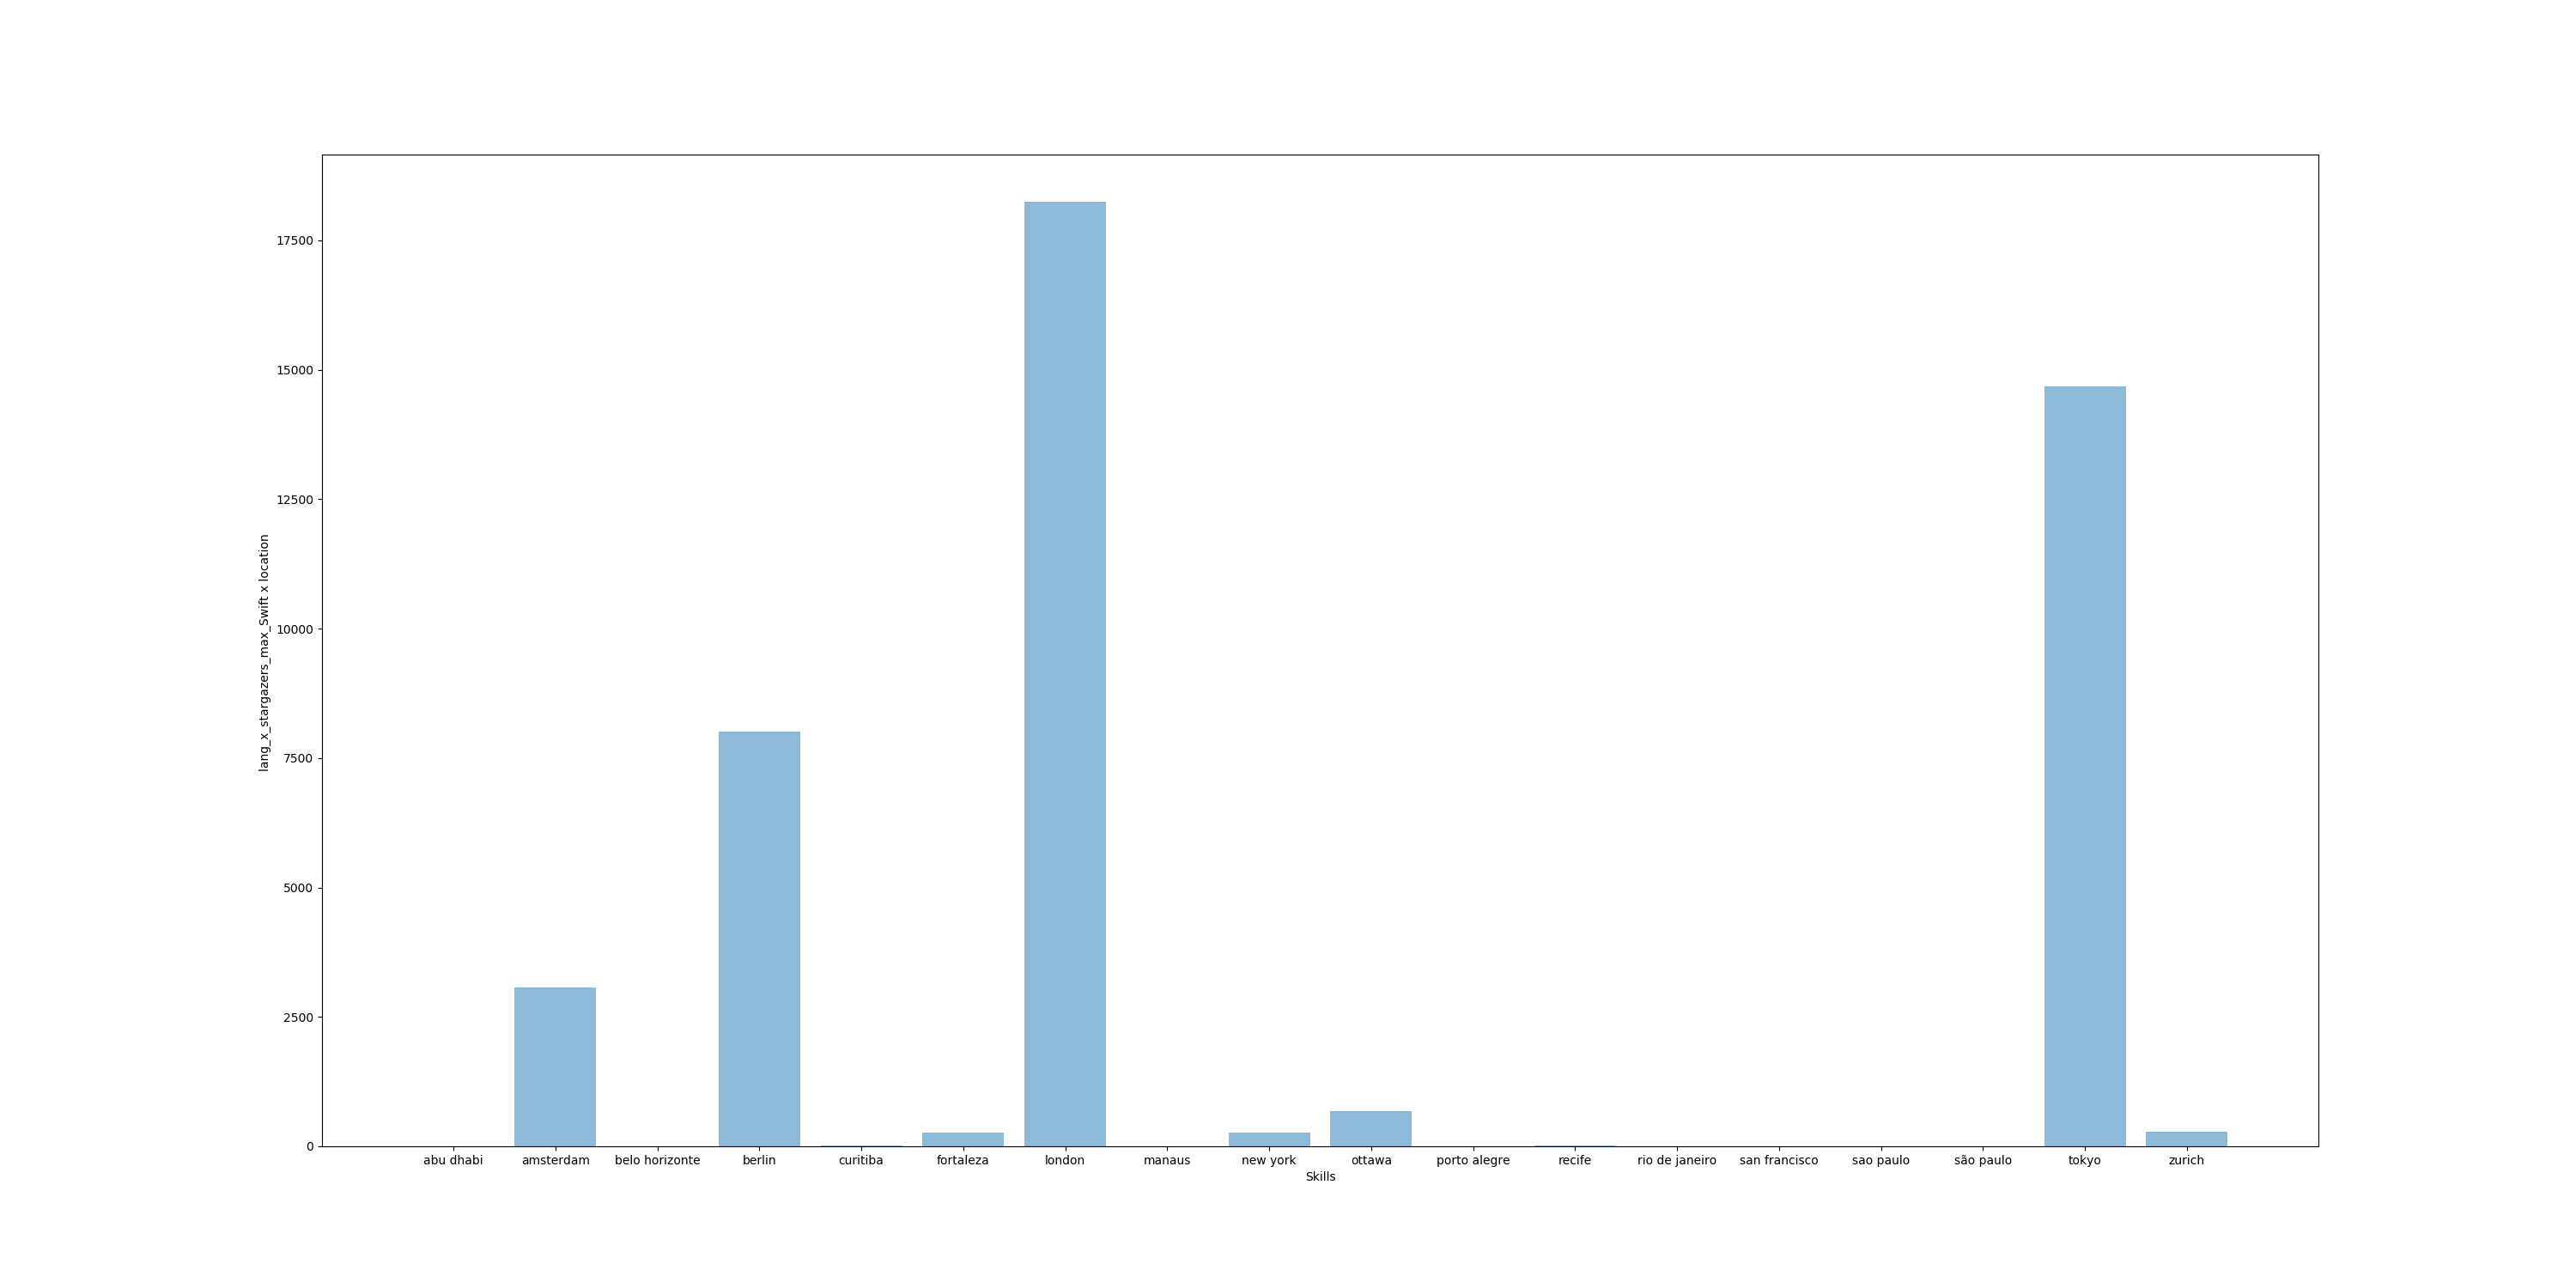 17500
15000
12500
10000
7500
5000
2500
0
lang_x_stargazers_max_Swift x location
abu dhabi amsterdam belo horizonte berlin curitiba fortaleza london manaus new york ottawa porto alegre recife rio de janeiro san francisco sao paulo são paulo tokyo zurich
Skills